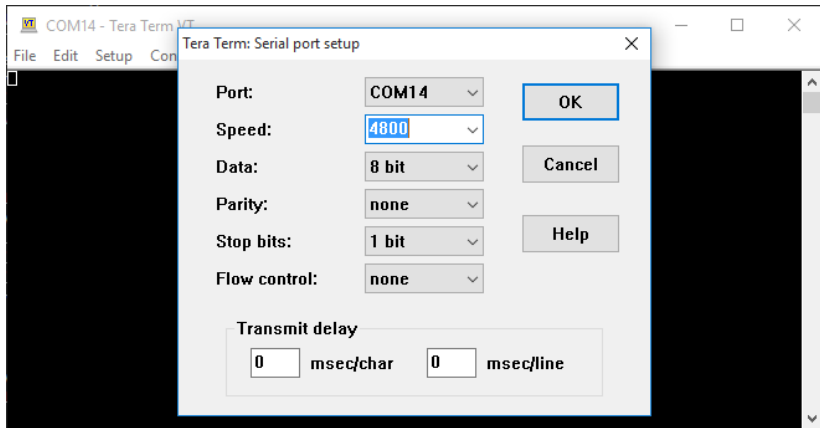 COM14 - Tera Term VT
File Edit Setup Con
Tera Term: Serial port setup
Port: COM14
OK
Speed: 4800
Data: 8 bit
Cancel
Parity: none
Stop bits: 1 bit
Help
Flow control: none
Transmit delay
0 msec/char 0 msec/line